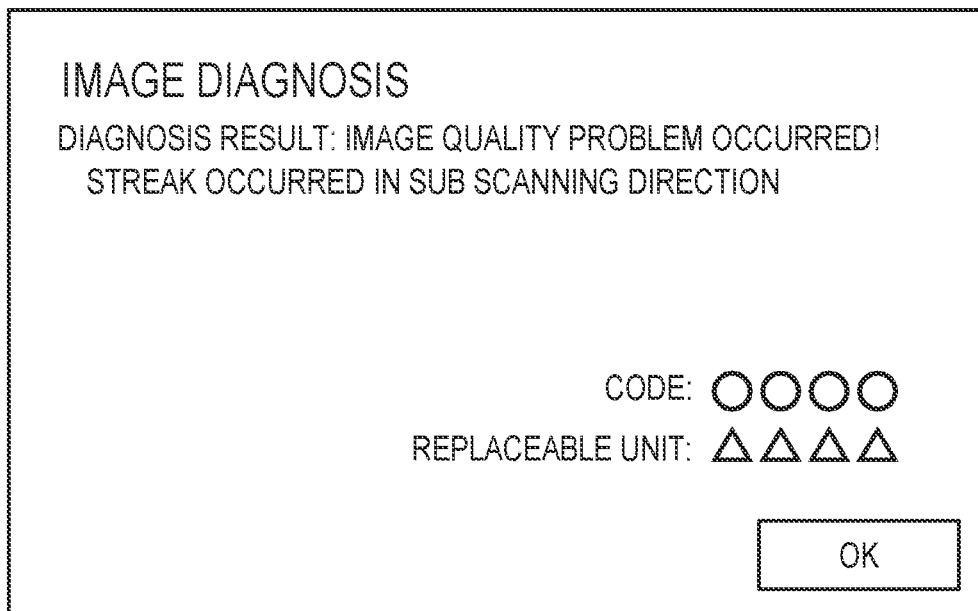 IMAGE DIAGNOSIS
DIAGNOSIS RESULT: IMAGE QUALITY PROBLEM OCCURRED!
STREAK OCCURRED IN SUB SCANNING DIRECTION
CODE: ○○○○
REPLACEABLE UNIT: △△△△
OK